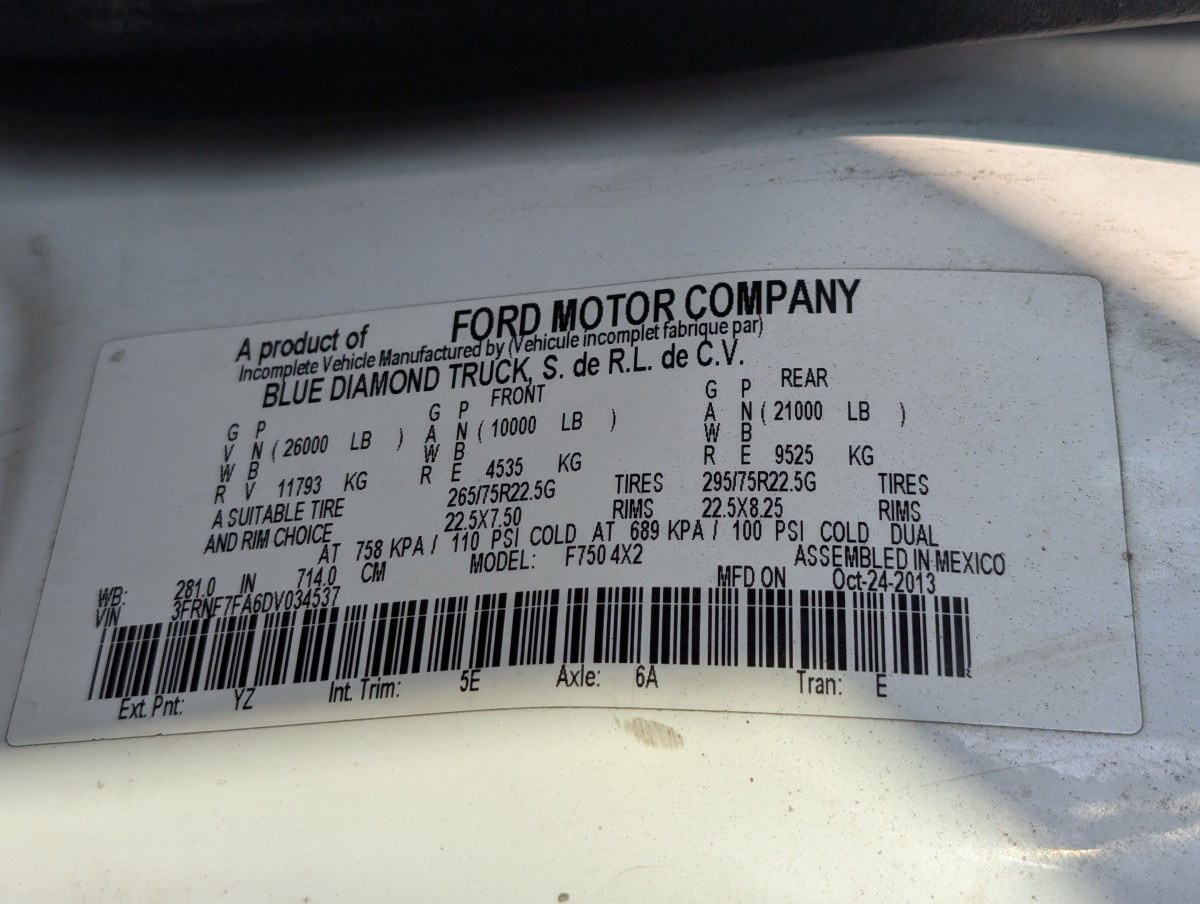 A product of FORD MOTOR COMPANY
Incomplete Vehicle Manufactured by (Vehicule incomplet fabrique par)
BLUE DIAMOND TRUCK, S. de R.L. de C.V.
FRONT REAR
G P G P G P
V N ( 26000 LB ) A N ( 10000 LB ) A N ( 21000 LB )
W B W B W B
R V 11793 KG R E 4535 KG R E 9525 KG
A SUITABLE TIRE 265/75R22.5G TIRES 295/75R22.5G TIRES
AND RIM CHOICE 22.5X7.50 RIMS 22.5X8.25 RIMS
AT 758 KPA / 110 PSI COLD AT 689 KPA / 100 PSI COLD DUAL
WB: 281.0 IN 714.0 CM MODEL: F750 4X2 ASSEMBLED IN MEXICO
VIN 3FRNF7FA6DV034537 MFD ON Oct-24-2013
Ext. Pnt: YZ Int. Trim: 5E Axle: 6A Tran: E